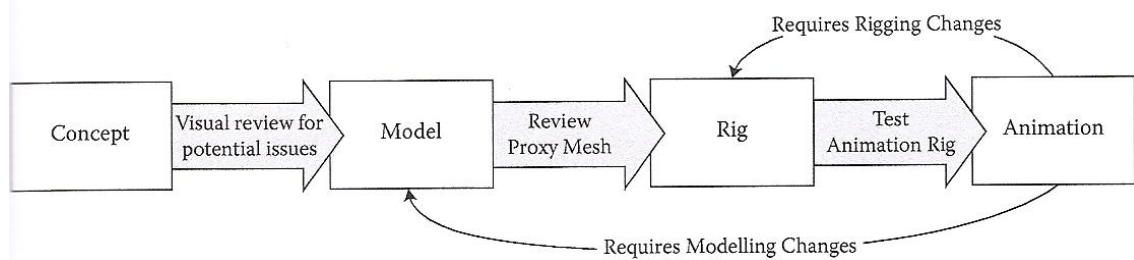 Requires Rigging Changes
Concept
Visual review for
potential issues
Model
Review
Proxy Mesh
Rig
Test
Animation Rig
Animation
Requires Modelling Changes